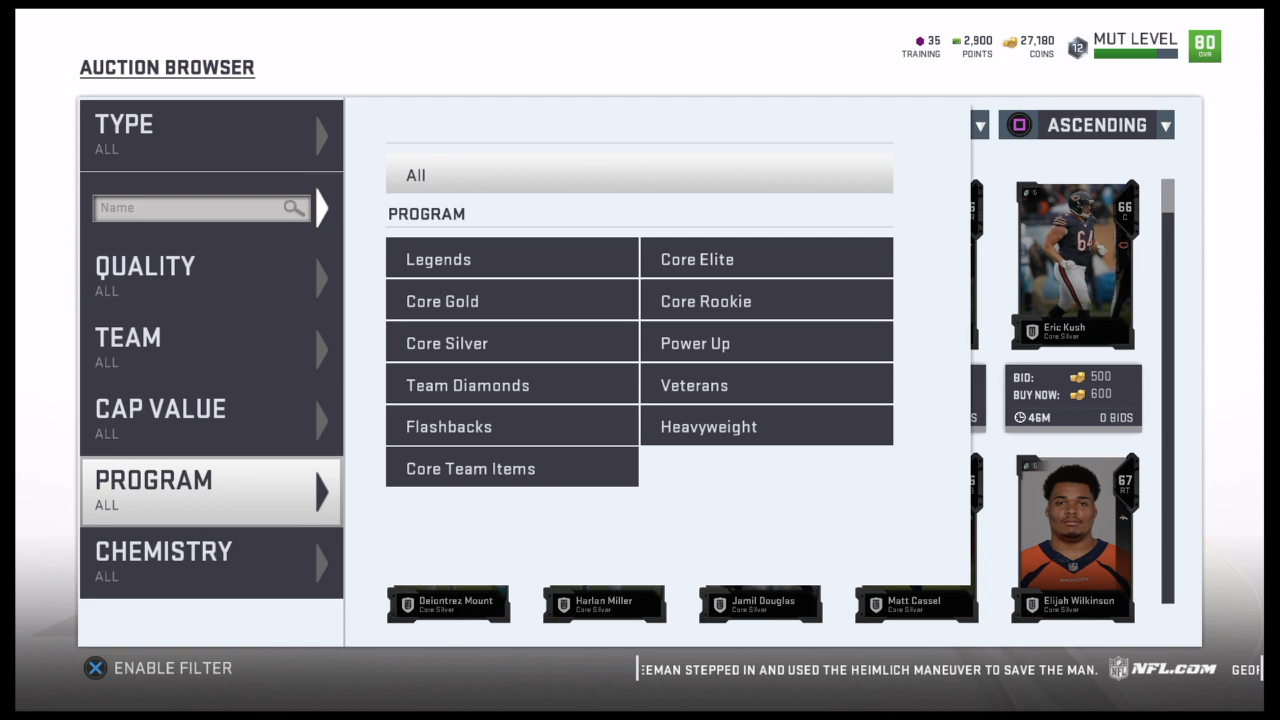 35
TRAINING
2,900
POINTS
27,180
COINS
12
MUT LEVEL
80
OVR
AUCTION BROWSER
TYPE
ALL
Name
QUALITY
ALL
TEAM
ALL
CAP VALUE
ALL
PROGRAM
ALL
CHEMISTRY
ALL
All
PROGRAM
Legends
Core Elite
Core Gold
Core Rookie
Core Silver
Power Up
Team Diamonds
Veterans
Flashbacks
Heavyweight
Core Team Items
ASCENDING
66
C
64
Eric Kush
Core Silver
BID: 500
BUY NOW: 600
46M 0 BIDS
67
RT
Elijah Wilkinson
Core Silver
Deiontrez Mount
Core Silver
Harlan Miller
Core Silver
Jamil Douglas
Core Silver
Matt Cassel
Core Silver
ENABLE FILTER
EMAN STEPPED IN AND USED THE HEIMLICH MANEUVER TO SAVE THE MAN. NFL NFL.COM GEOR